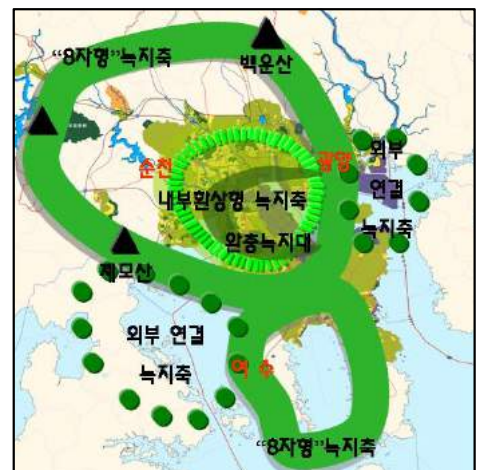 “8자형”녹지축
백운산
외부
순천
광양
연결
내부환상형 녹지축
녹지축
완충녹지대
제모산
외부 연결
녹지축
여수
“8자형”녹지축